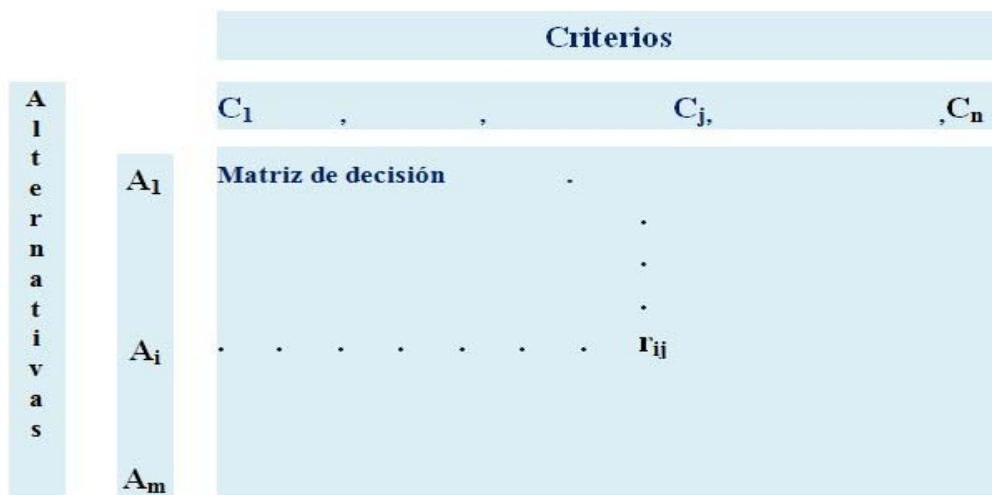 Criterios
Alternativas
C1 , , Cj, ,Cn
A1 Matriz de decisión .
.
.
.
Ai . . . . . . . rij
Am